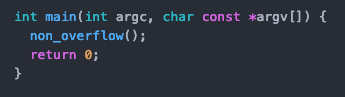 int main(int argc, char const *argv[]) {
  non_overflow();
  return 0;
}